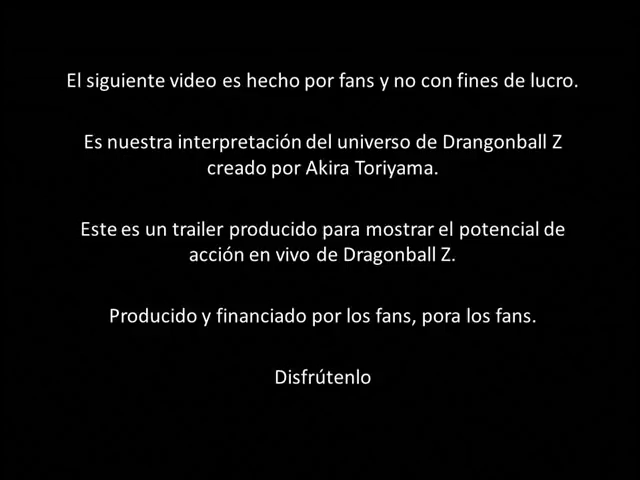 El siguiente video es hecho por fans y no con fines de lucro.
Es nuestra interpretación del universo de Drangonball Z
creado por Akira Toriyama.
Este es un trailer producido para mostrar el potencial de
acción en vivo de Dragonball Z.
Producido y financiado por los fans, pora los fans.
Disfrútenlo